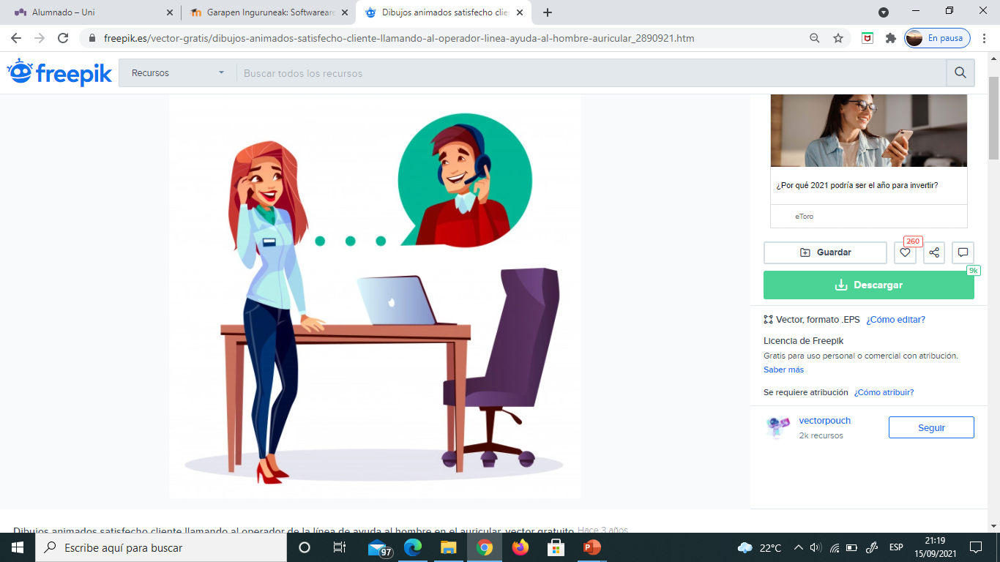 Alumnado – Uni
Garapen Inguruneak: Softwarear
Dibujos animados satisfecho clie
freepik.es/vector-gratis/dibujos-animados-satisfecho-cliente-llamando-al-operador-linea-ayuda-al-hombre-auricular_2890921.htm
En pausa
freepik
Recursos
Buscar todos los recursos
¿Por qué 2021 podría ser el año para invertir?
eToro
Guardar
260
9k
Descargar
Vector, formato .EPS ¿Cómo editar?
Licencia de Freepik
Gratis para uso personal o comercial con atribución.
Saber más
Se requiere atribución ¿Cómo atribuir?
vectorpouch
2k recursos
Seguir
Dibujos animados satisfecho cliente llamando al operador de la línea de ayuda al hombre en el auricular. vector gratuito Hace 3 años
Escribe aquí para buscar
97
22°C
ESP
21:19
15/09/2021